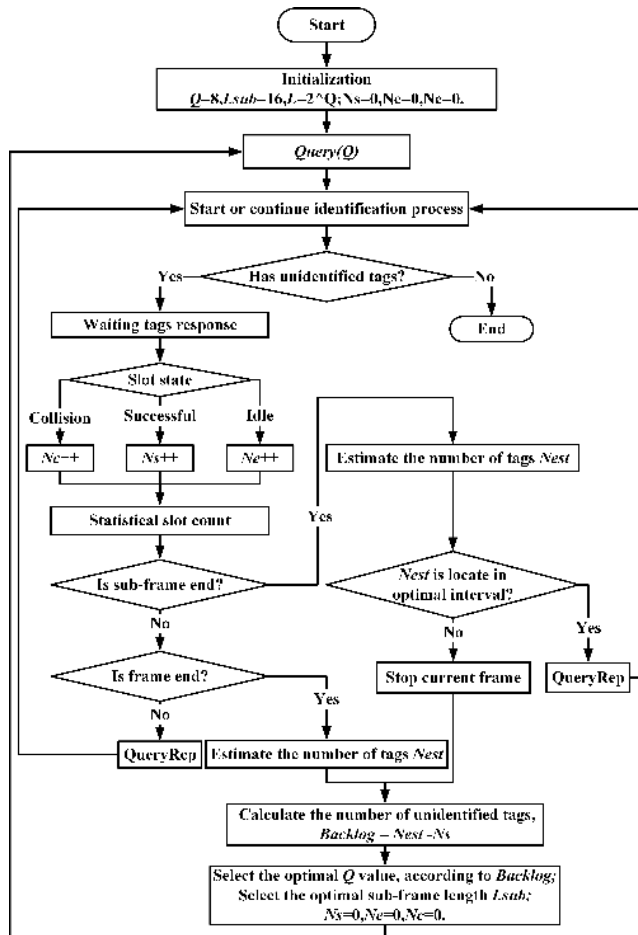 Start
Initialization
Q=8,Lsub=16,L=2^Q;Ns=0,Ne=0,Nc=0.
Query(Q)
Start or continue identification process
Has unidentified tags?
Yes
No
End
Waiting tags response
Slot state
Collision
Successful
Idle
Nc++
Ns++
Ne++
Statistical slot count
Is sub-frame end?
Yes
No
Estimate the number of tags Nest
Nest is locate in
optimal interval?
No
Yes
Stop current frame
QueryRep
Is frame end?
Yes
No
QueryRep
Estimate the number of tags Nest
Calculate the number of unidentified tags,
Backlog = Nest -Ns
Select the optimal Q value, according to Backlog;
Select the optimal sub-frame length Lsub;
Ns=0,Ne=0,Nc=0.